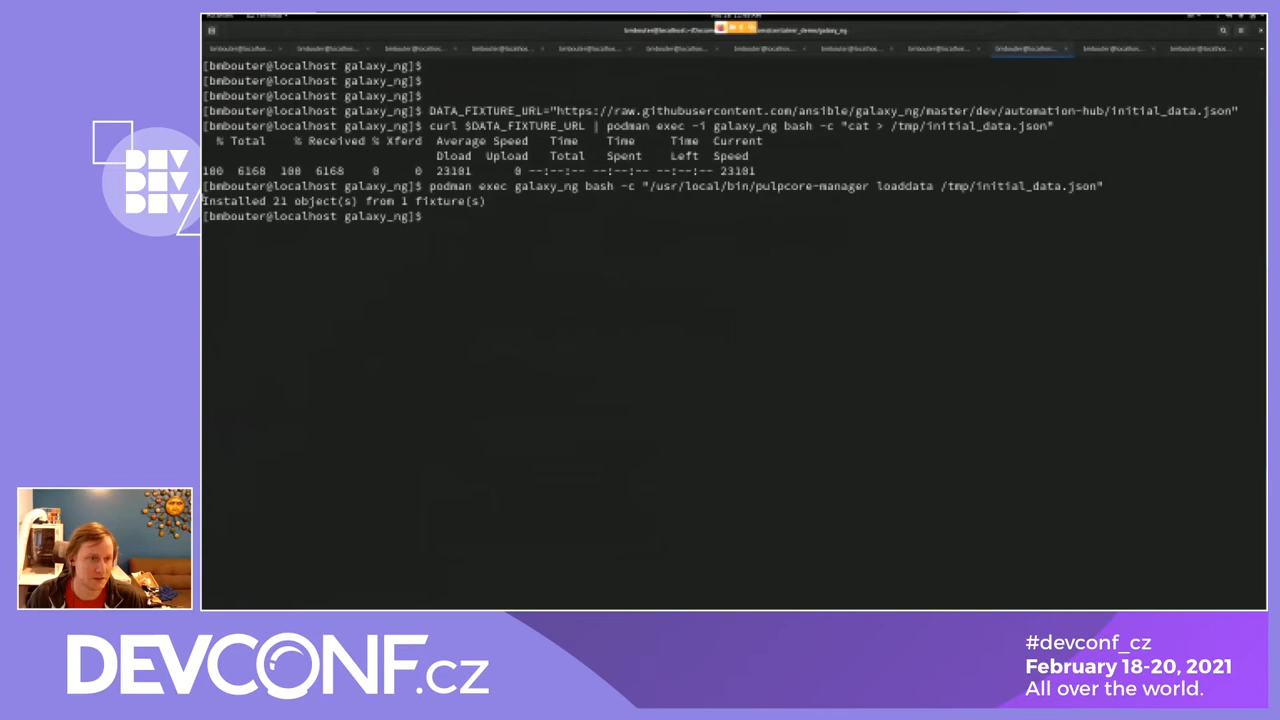 [bmbouter@localhost galaxy_ng]$
[bmbouter@localhost galaxy_ng]$
[bmbouter@localhost galaxy_ng]$
[bmbouter@localhost galaxy_ng]$ DATA_FIXTURE_URL="https://raw.githubusercontent.com/ansible/galaxy_ng/master/dev/automation-hub/initial_data.json"
[bmbouter@localhost galaxy_ng]$ curl $DATA_FIXTURE_URL | podman exec -i galaxy_ng bash -c "cat > /tmp/initial_data.json"
% Total % Received % Xferd Average Speed Time Time Time Current
Dload Upload Total Spent Left Speed
100 6168 100 6168 0 0 23101 0 --:--:-- --:--:-- --:--:-- 23101
[bmbouter@localhost galaxy_ng]$ podman exec galaxy_ng bash -c "/usr/local/bin/pulpcore-manager loaddata /tmp/initial_data.json"
Installed 21 object(s) from 1 fixture(s)
[bmbouter@localhost galaxy_ng]$
DEV
DEV
DEVCONF.cz
#devconf_cz
February 18-20, 2021
All over the world.